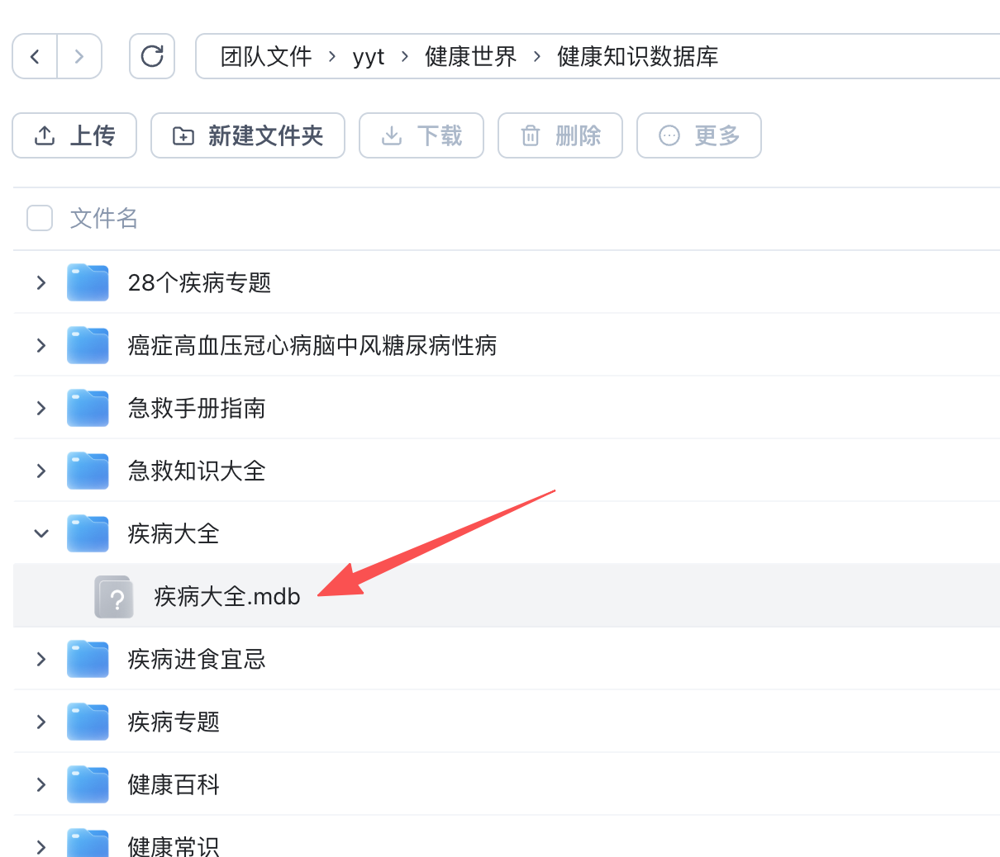 团队文件 > yyt > 健康世界 > 健康知识数据库
上传 新建文件夹 下载 删除 更多
文件名
28个疾病专题
癌症高血压冠心病脑中风糖尿病性病
急救手册指南
急救知识大全
疾病大全
疾病大全.mdb
疾病进食宜忌
疾病专题
健康百科
健康常识